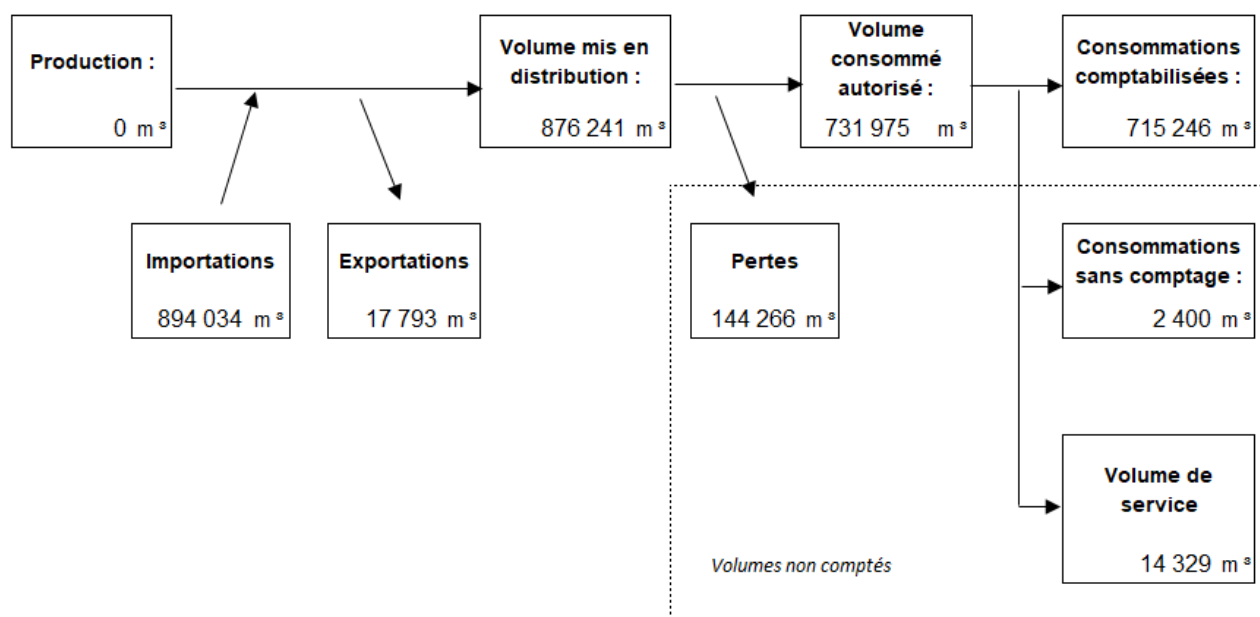 Production :
0 m³
Volume mis en
distribution :
876 241 m³
Volume
consommé
autorisé :
731 975 m³
Consommations
comptabilisées :
715 246 m³
Importations
894 034 m³
Exportations
17 793 m³
Pertes
144 266 m³
Consommations
sans comptage :
2 400 m³
Volume de
service
14 329 m³
Volumes non comptés